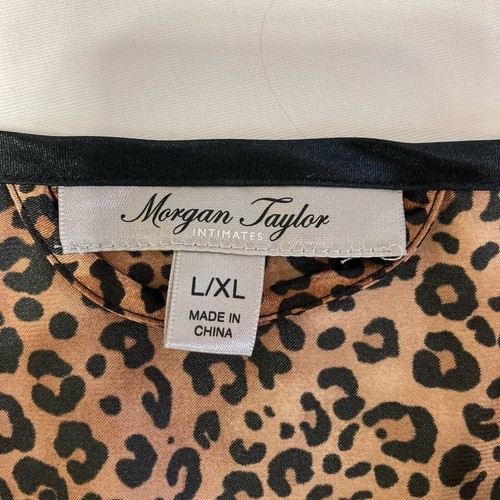 Morgan Taylor
INTIMATES
L/XL
MADE IN
CHINA